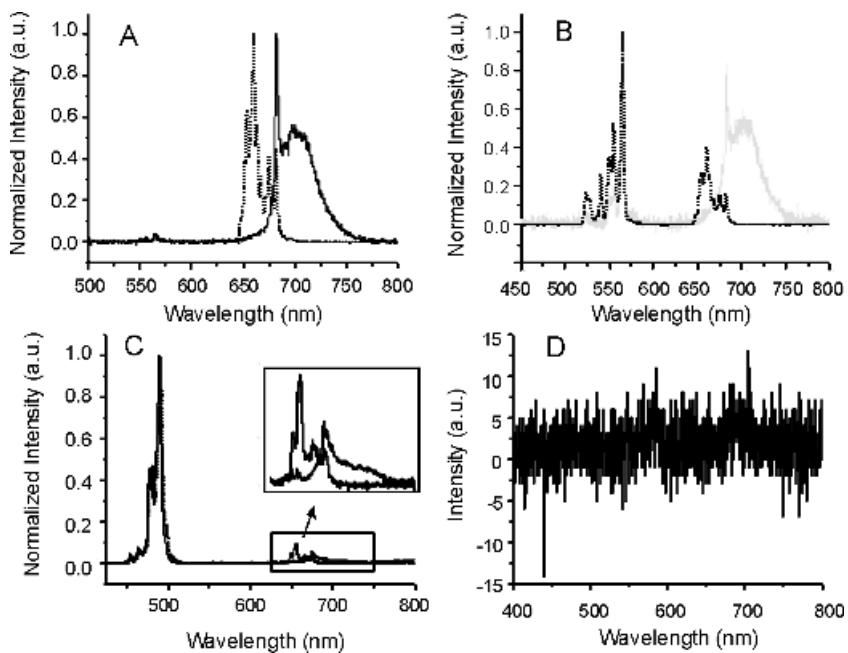 A
Normalized Intensity (a.u.)
1.0
0.8
0.6
0.4
0.2
0.0
500 550 600 650 700 750 800
Wavelength (nm)
B
Normalized Intensity (a.u.)
1.0
0.8
0.6
0.4
0.2
0.0
450 500 550 600 650 700 750 800
Wavelength (nm)
C
Normalized Intensity (a.u.)
1.0
0.8
0.6
0.4
0.2
0.0
500 600 700 800
Wavelength (nm)
D
Intensity (a.u.)
15
10
5
0
-5
-10
-15
400 500 600 700 800
Wavelength (nm)